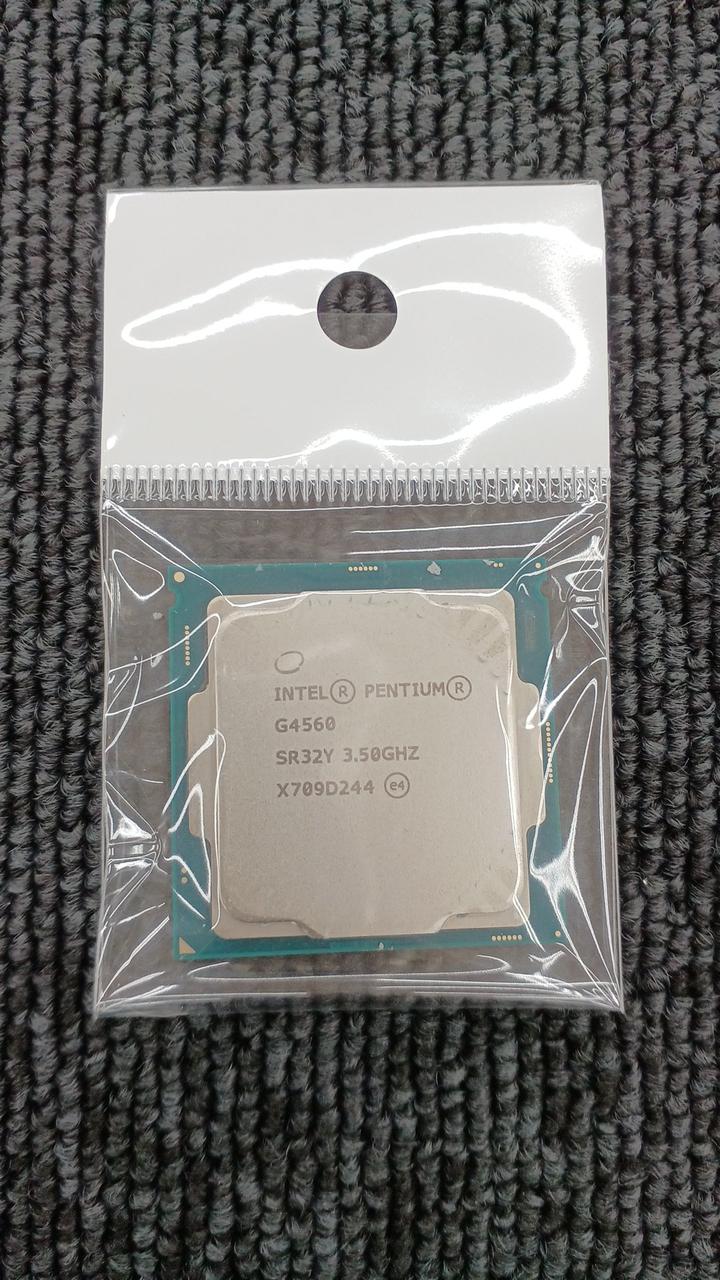 INTEL® PENTIUM®
G4560
SR32Y 3.50GHZ
X709D244 e4